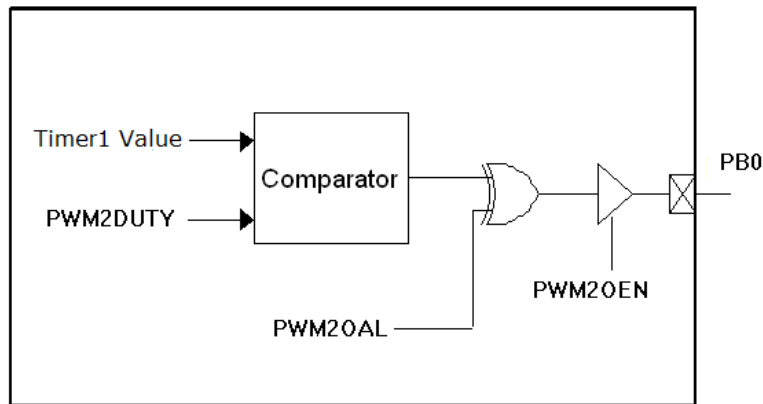 Timer1 Value
Comparator
PWM2DUTY
PB0
PWM2OEN
PWM2OAL